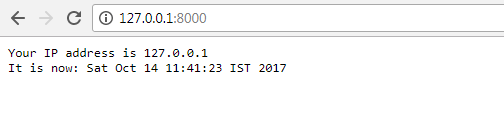 127.0.0.1:8000
Your IP address is 127.0.0.1
It is now: Sat Oct 14 11:41:23 IST 2017